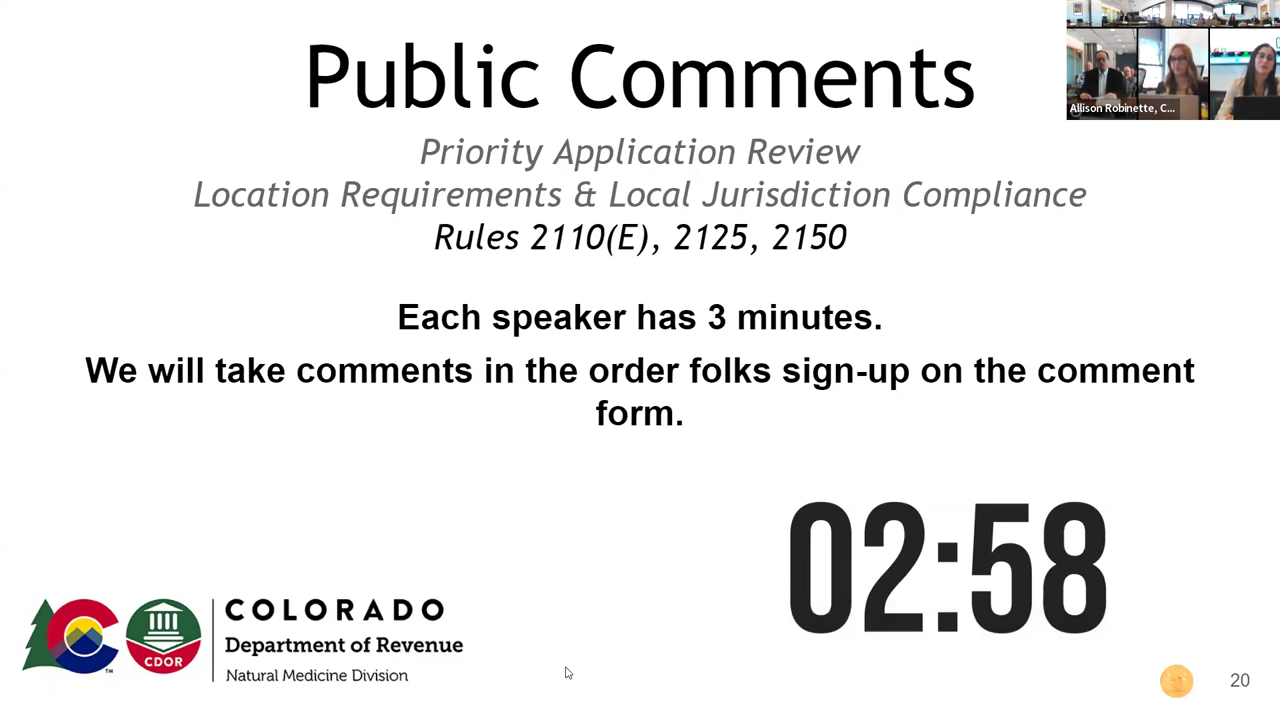 Public Comments
Allison Robinette, C...
Priority Application Review
Location Requirements & Local Jurisdiction Compliance
Rules 2110(E), 2125, 2150
Each speaker has 3 minutes.
We will take comments in the order folks sign-up on the comment
form.
02:58
COLORADO
Department of Revenue
Natural Medicine Division
CDOR
TM
20